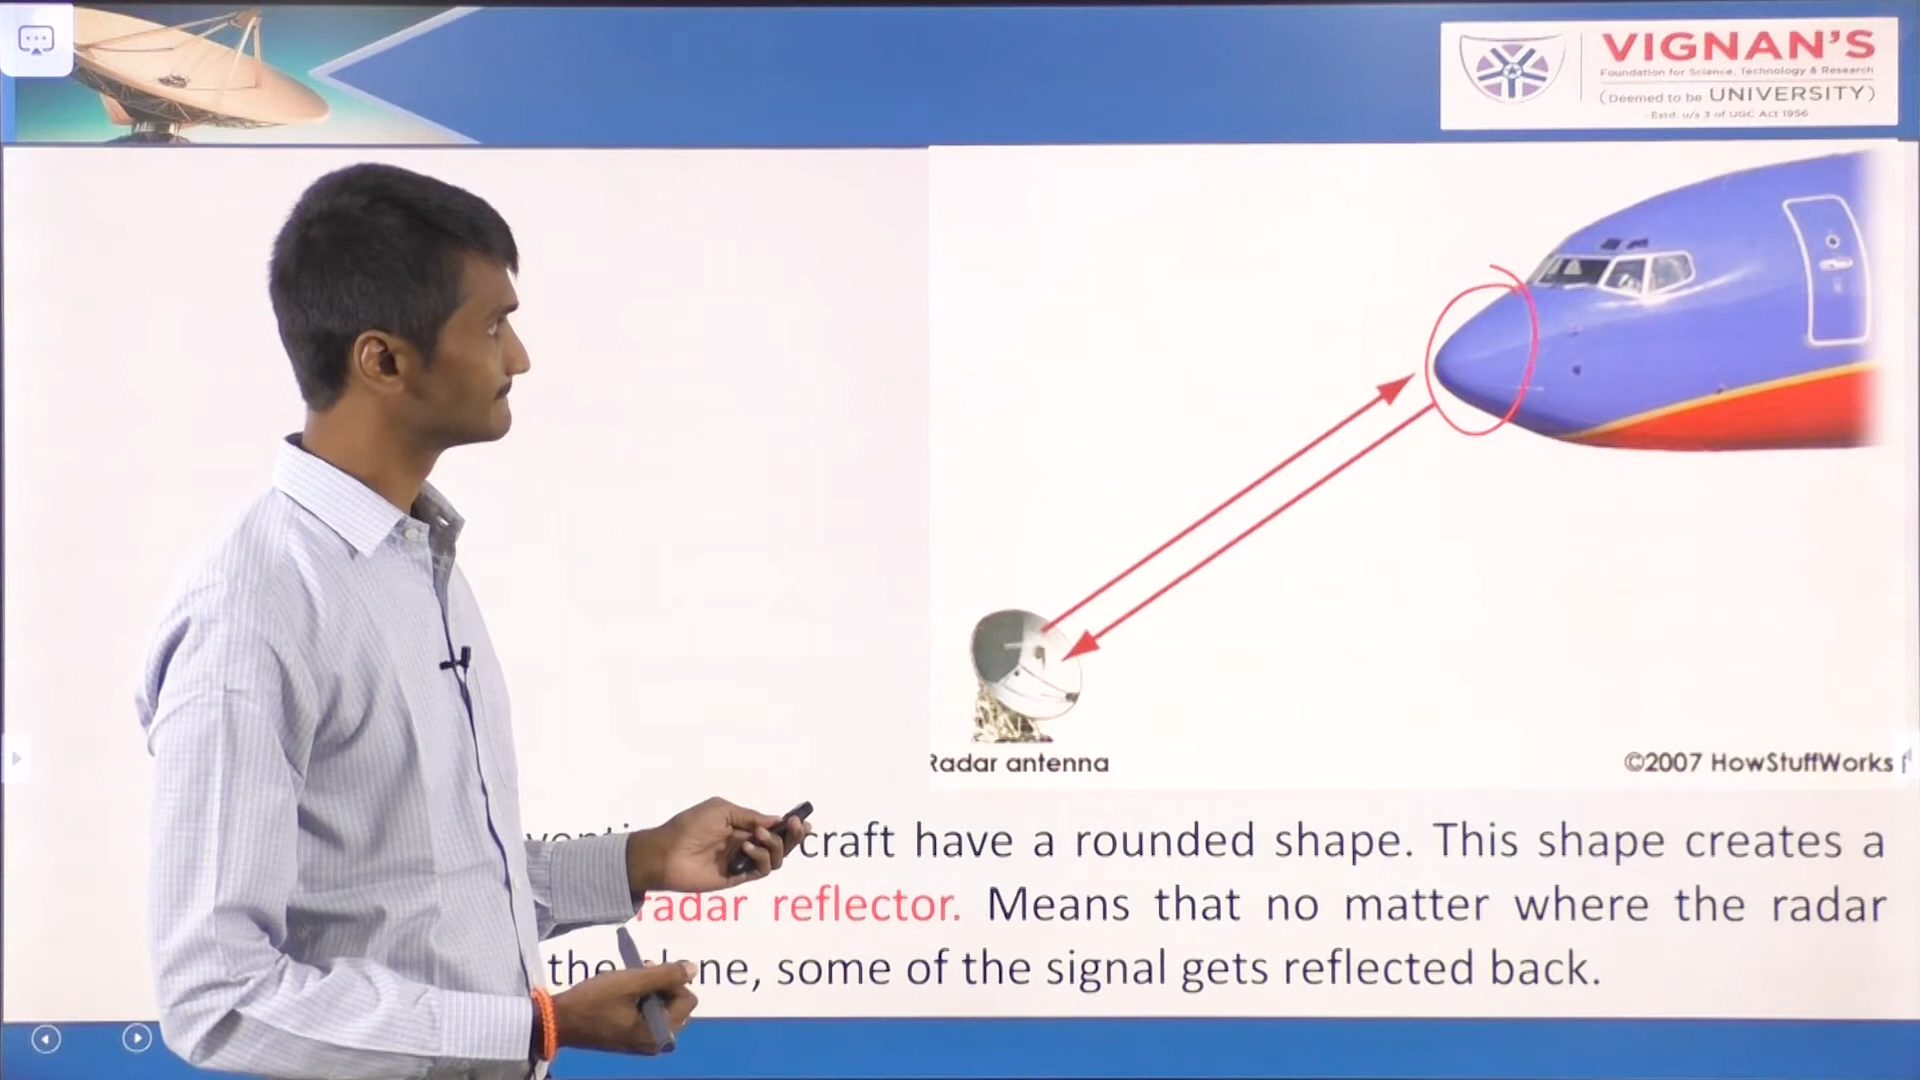 VIGNAN'S
Foundation for Science, Technology & Research
(Deemed to be UNIVERSITY)
-Estd. u/s 3 of UGC Act 1956
Radar antenna
©2007 HowStuffWorks
craft have a rounded shape. This shape creates a
radar reflector. Means that no matter where the radar
the plane, some of the signal gets reflected back.